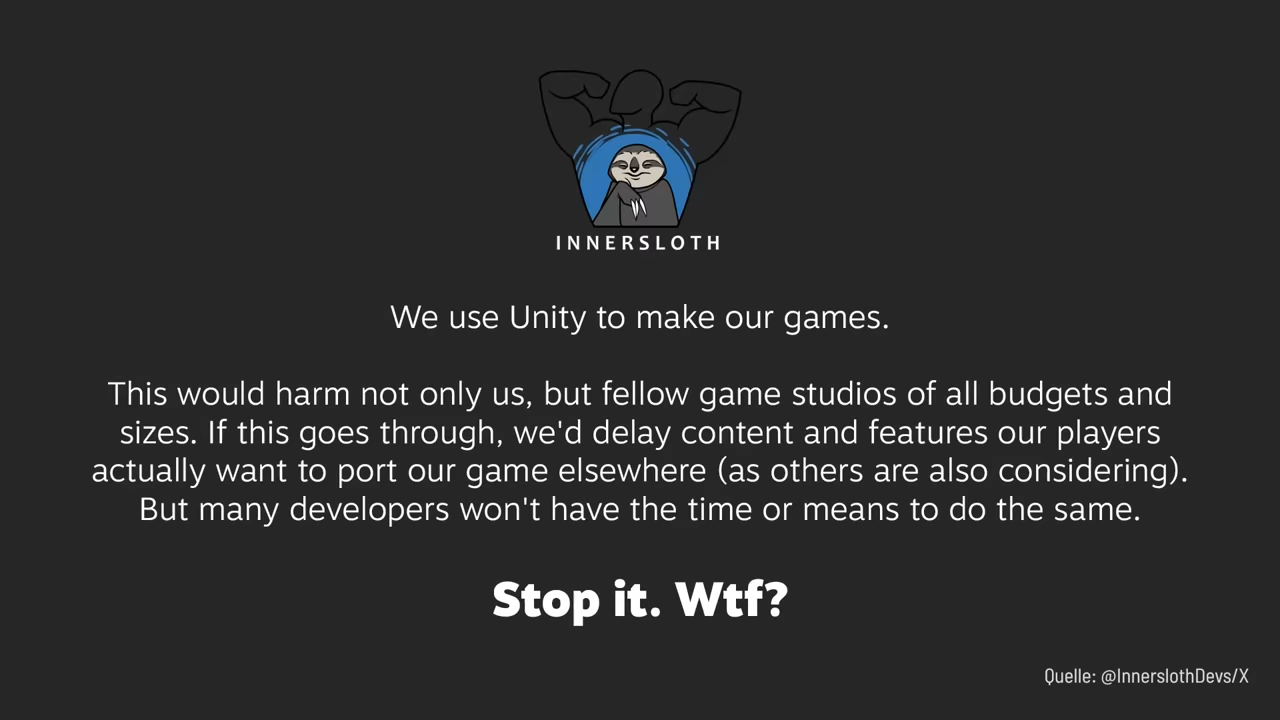 INNERSLOTH
We use Unity to make our games.
This would harm not only us, but fellow game studios of all budgets and
sizes. If this goes through, we'd delay content and features our players
actually want to port our game elsewhere (as others are also considering).
But many developers won't have the time or means to do the same.
Stop it. Wtf?
Quelle: @InnerslothDevs/X